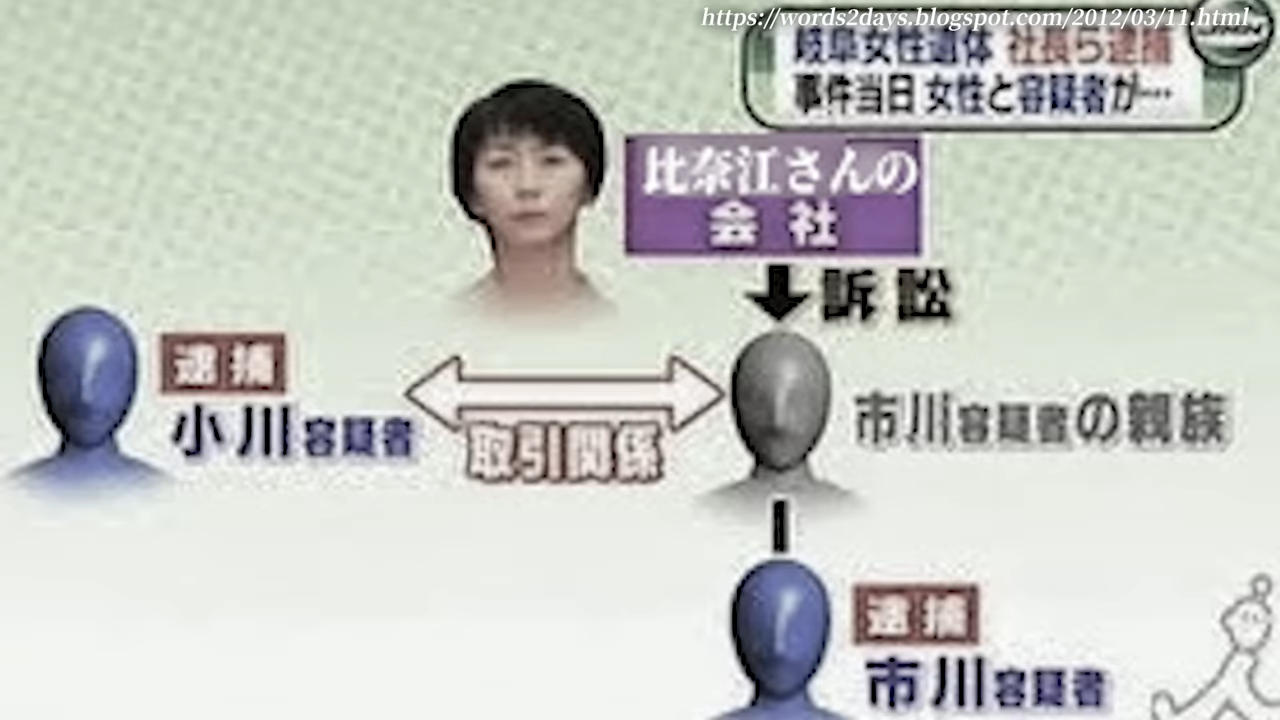 https://words2days.blogspot.com/2012/03/11.html
岐阜女性遺体 社長ら逮捕
事件当日 女性と容疑者が…
比奈江さんの
会社
訴訟
逮捕
小川容疑者
取引関係
市川容疑者の親族
逮捕
市川容疑者